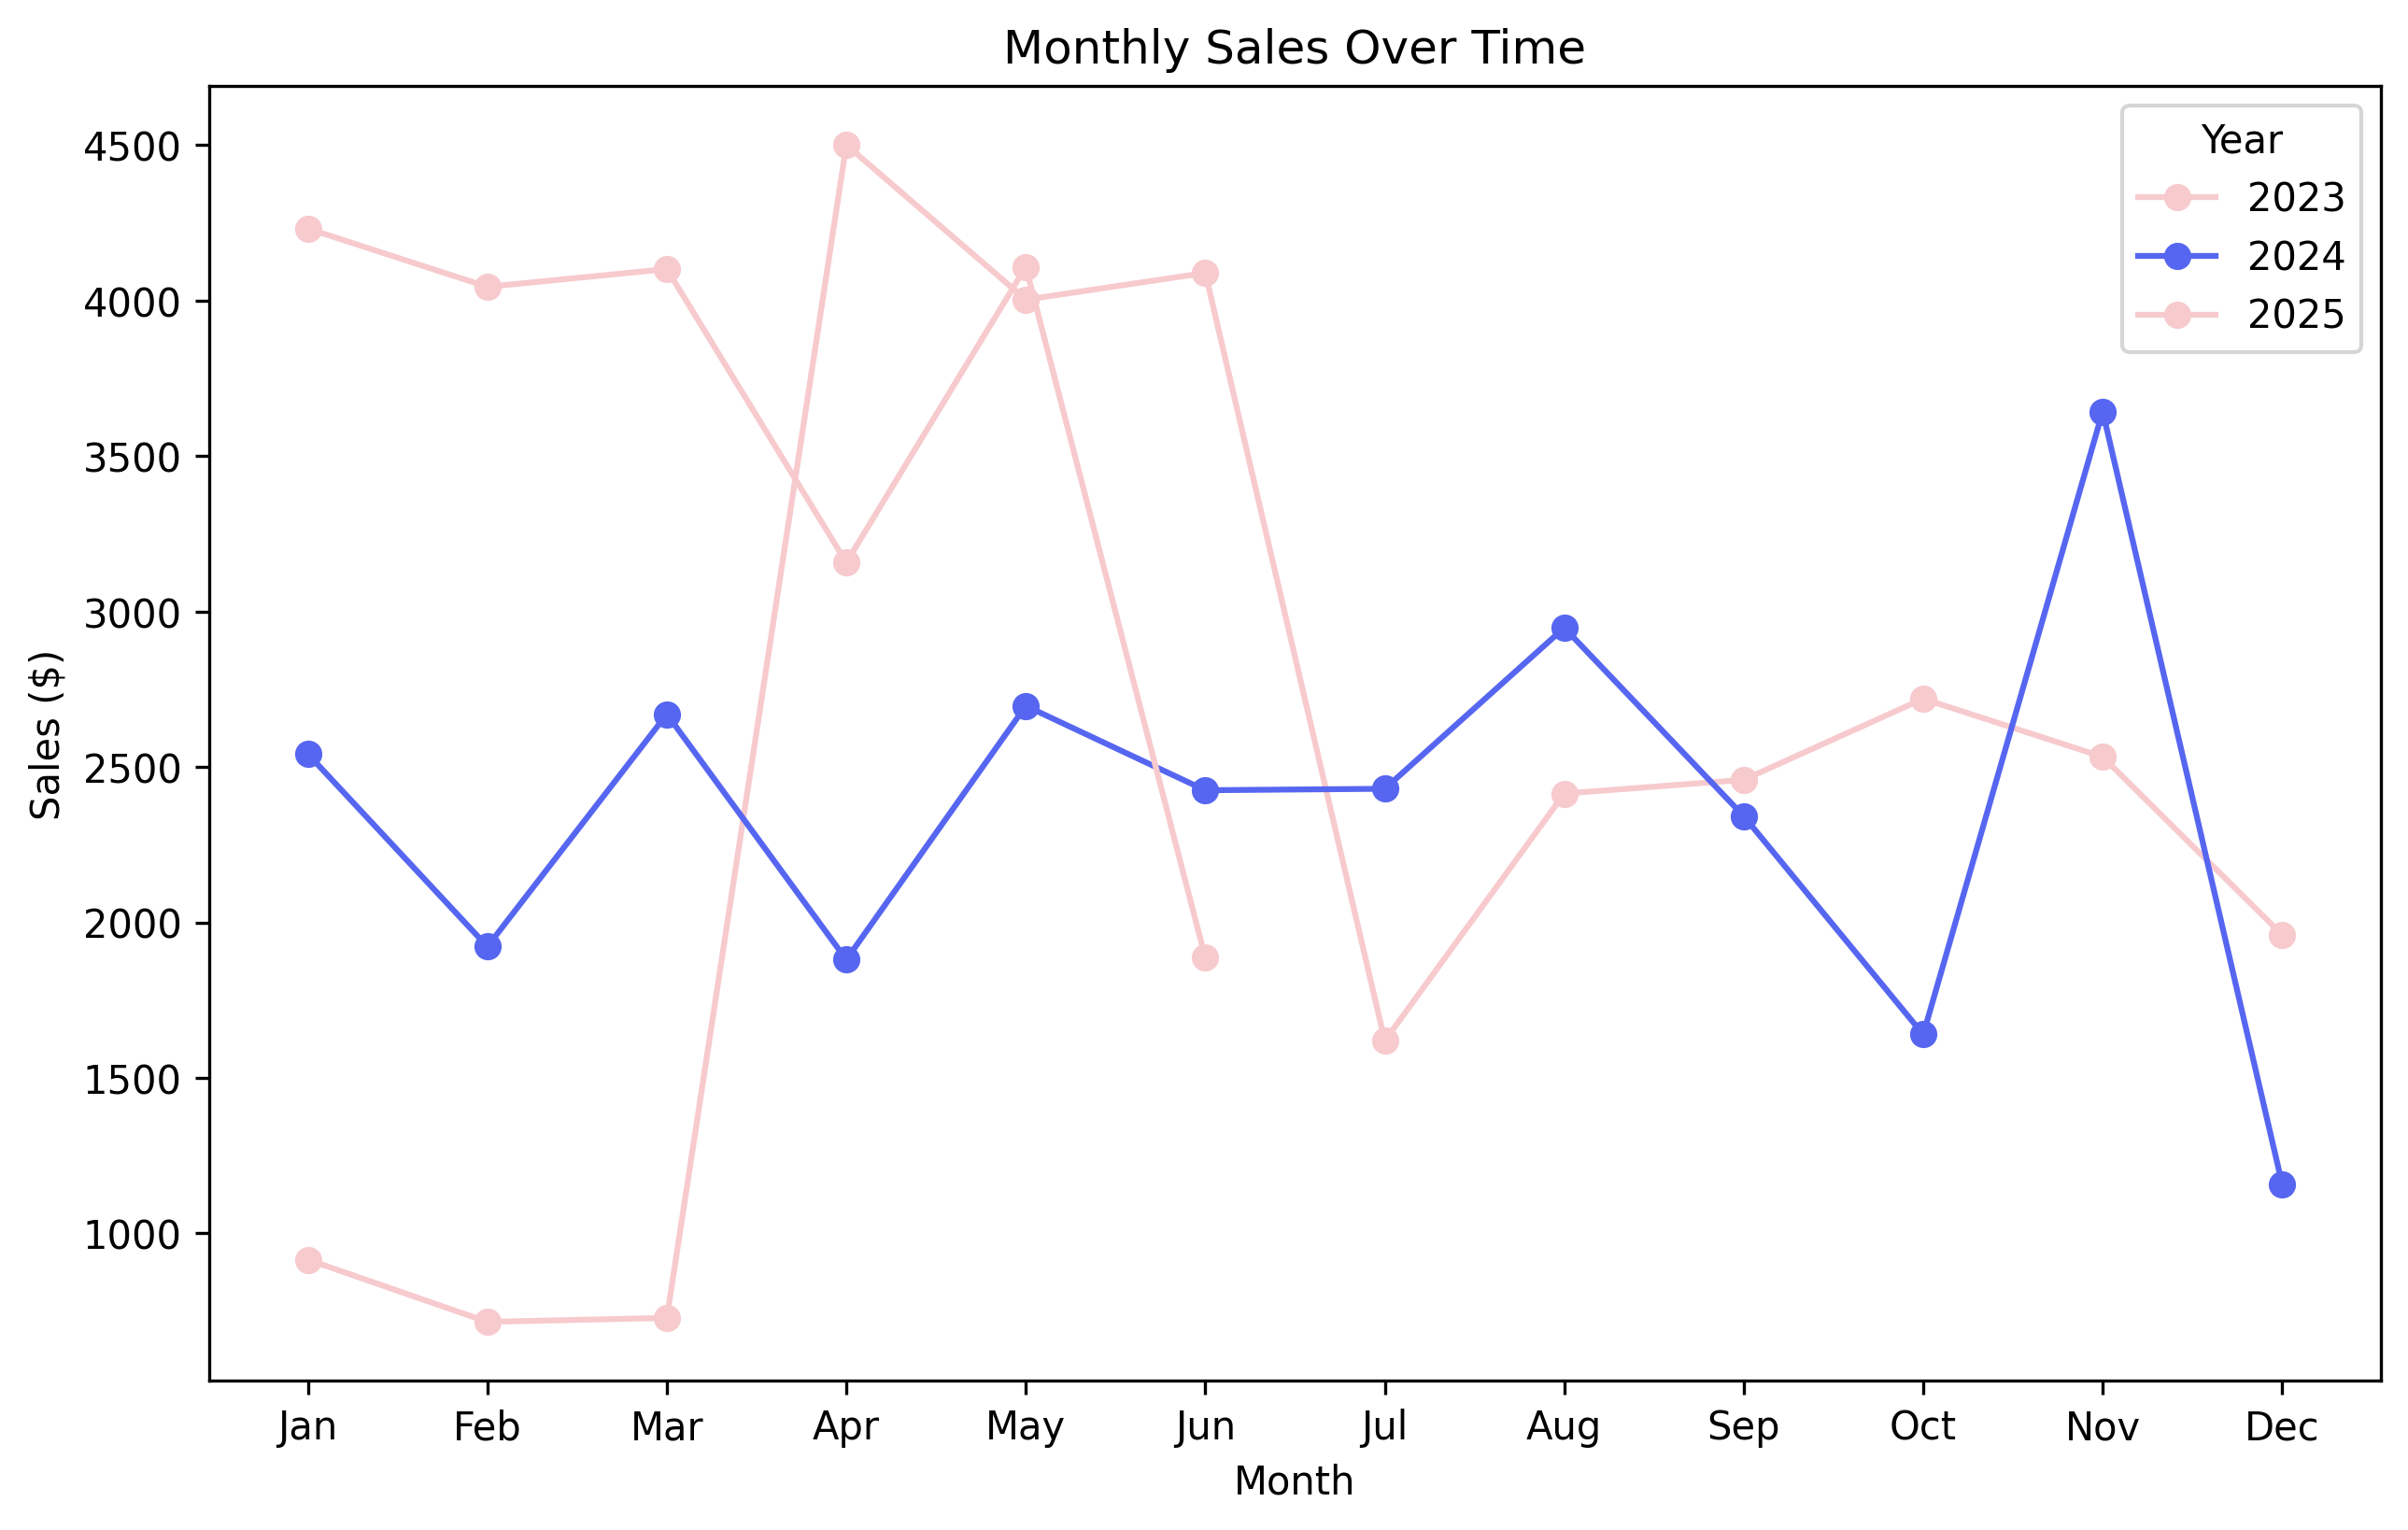 Monthly Sales Over Time
Year
2023
2024
2025
Sales ($)
4500
4000
3500
3000
2500
2000
1500
1000
Jan Feb Mar Apr May Jun Jul Aug Sep Oct Nov Dec
Month